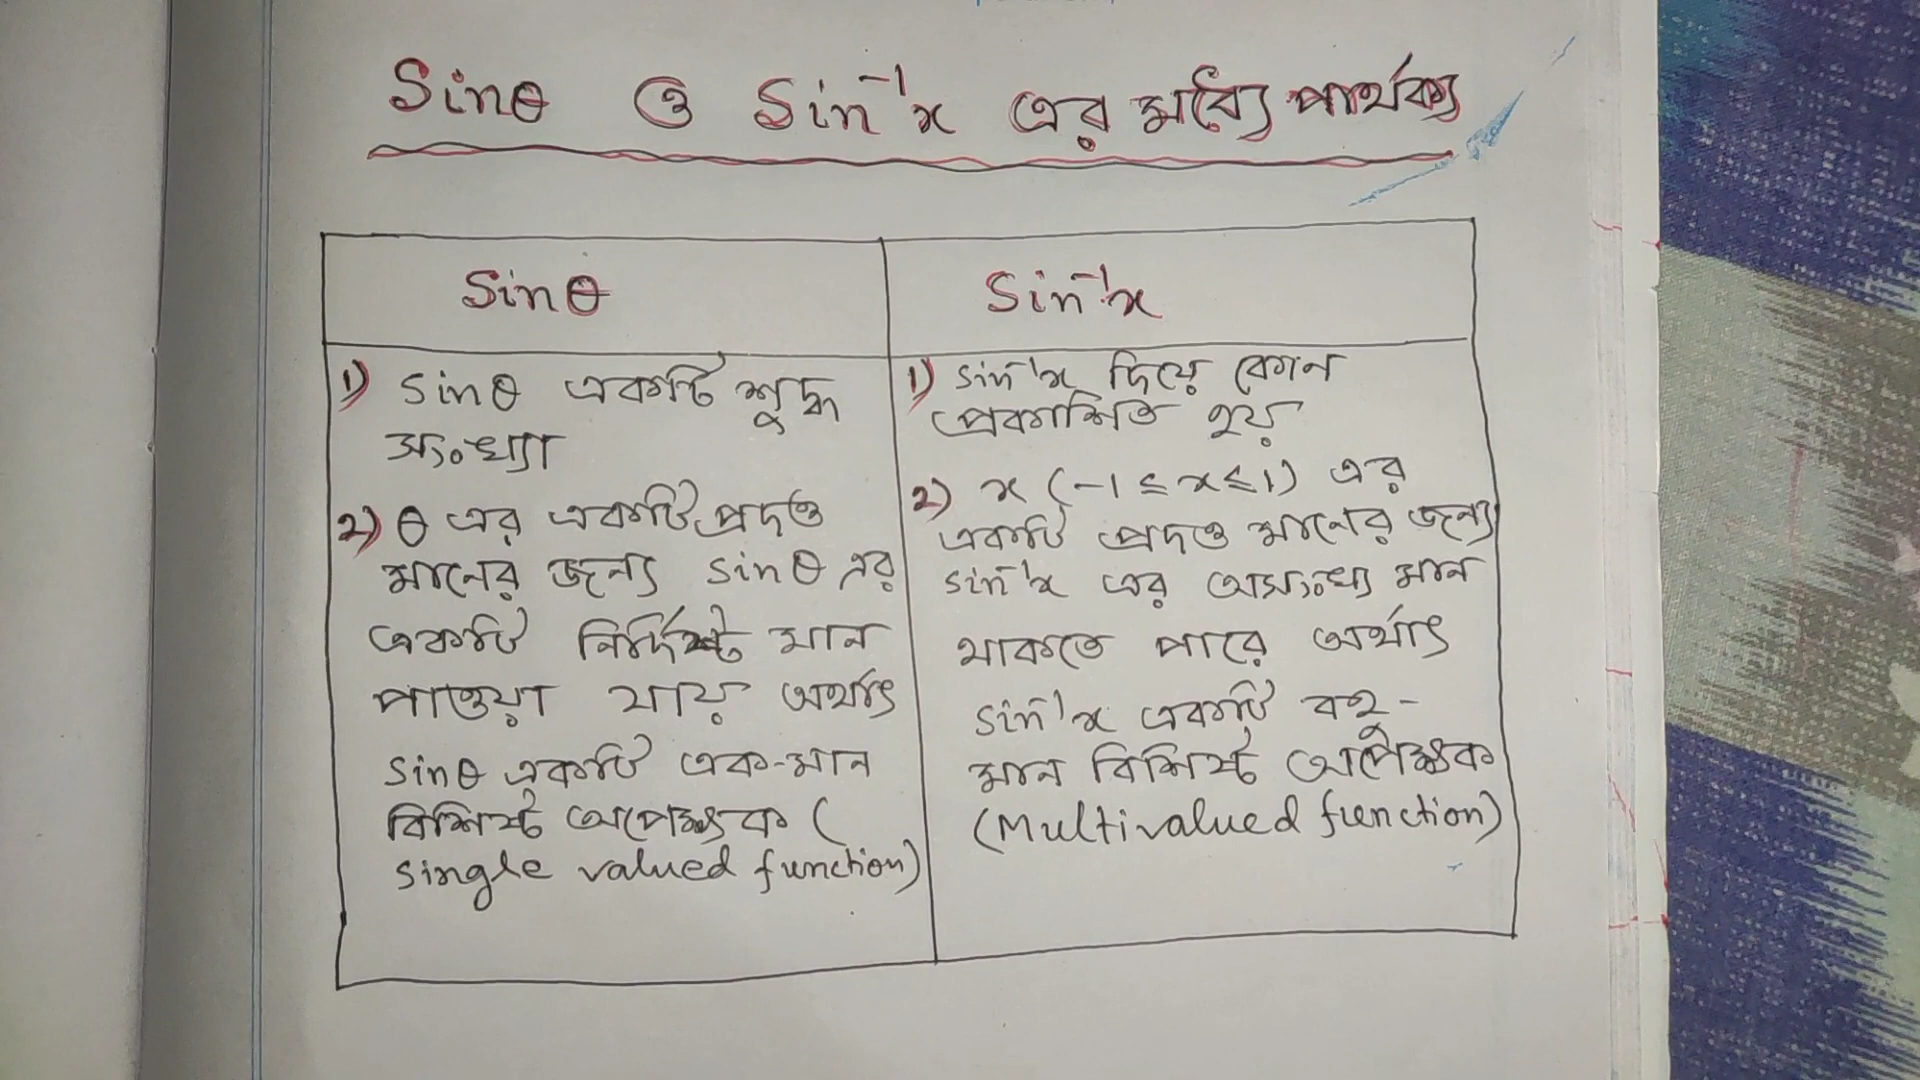 Sinθ ও Sin⁻¹x এর মধ্যে পার্থক্য
Sinθ
1) sinθ একটি শুদ্ধ
সংখ্যা
২) θ এর একটি প্রদত্ত
মানের জন্য sinθ এর
একটি নির্দিষ্ট মান
পাওয়া যায় অর্থাৎ
sinθ একটি এক-মান
বিশিষ্ট অপেক্ষক (
single valued function)
Sin⁻¹x
1) sin⁻¹x দিয়ে কোন
প্রকাশিত হয়
২) x (-1 ≤ x ≤ 1) এর
একটি প্রদত্ত মানের জন্য
sin⁻¹x এর অসংখ্য মান
থাকতে পারে অর্থাৎ
sin⁻¹x একটি বহু-
মান বিশিষ্ট অপেক্ষক
(Multivalued function)